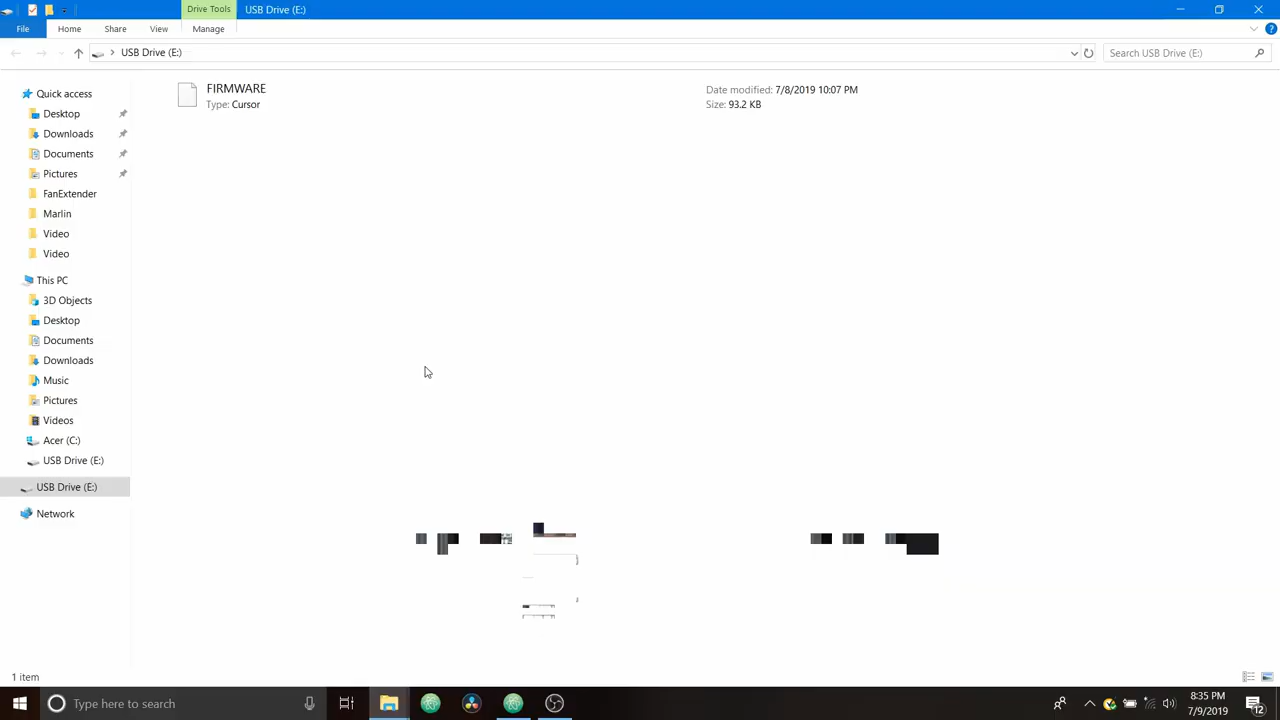 Drive Tools
USB Drive (E:)
File
Home
Share
View
Manage
USB Drive (E:)
Search USB Drive (E:)
FIRMWARE
Type: Cursor
Date modified: 7/8/2019 10:07 PM
Size: 93.2 KB
Quick access
Desktop
Downloads
Documents
Pictures
FanExtender
Marlin
Video
Video
This PC
3D Objects
Desktop
Documents
Downloads
Music
Pictures
Videos
Acer (C:)
USB Drive (E:)
USB Drive (E:)
Network
1 item
Type here to search
8:35 PM
7/9/2019
12